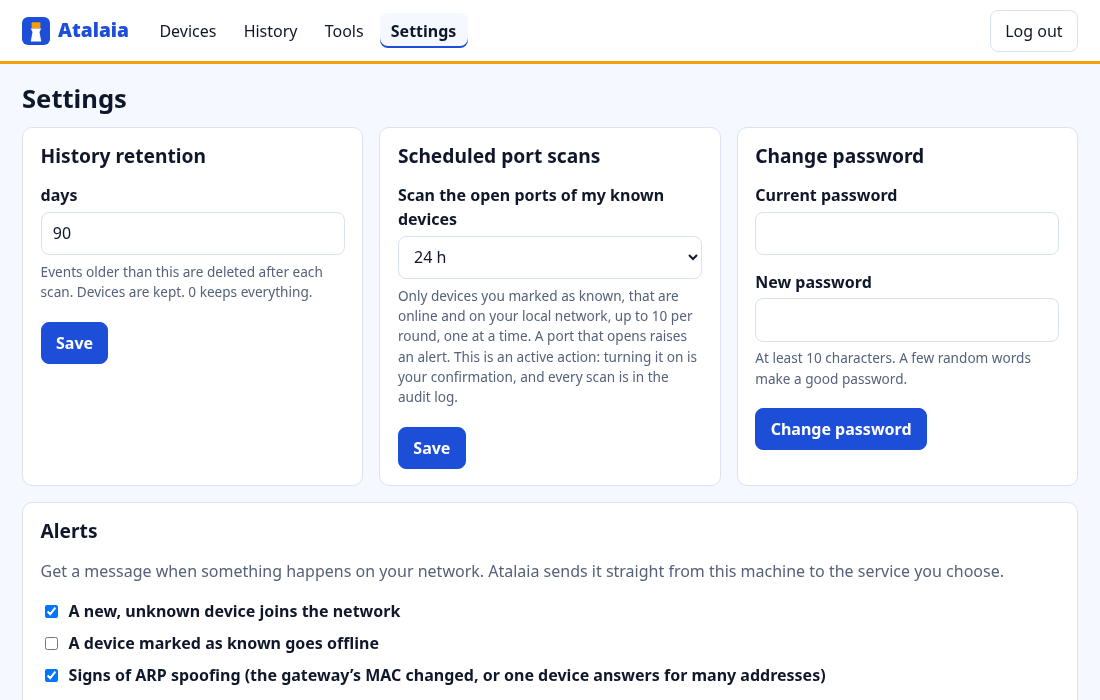 Atalaia
Devices
History
Tools
Settings
Log out
Settings
History retention
days
90
Events older than this are deleted after each
scan. Devices are kept. 0 keeps everything.
Save
Scheduled port scans
Scan the open ports of my known
devices
24 h
Only devices you marked as known, that are
online and on your local network, up to 10 per
round, one at a time. A port that opens raises
an alert. This is an active action: turning it on is
your confirmation, and every scan is in the
audit log.
Save
Change password
Current password
New password
At least 10 characters. A few random words
make a good password.
Change password
Alerts
Get a message when something happens on your network. Atalaia sends it straight from this machine to the service you choose.
A new, unknown device joins the network
A device marked as known goes offline
Signs of ARP spoofing (the gateway’s MAC changed, or one device answers for many addresses)